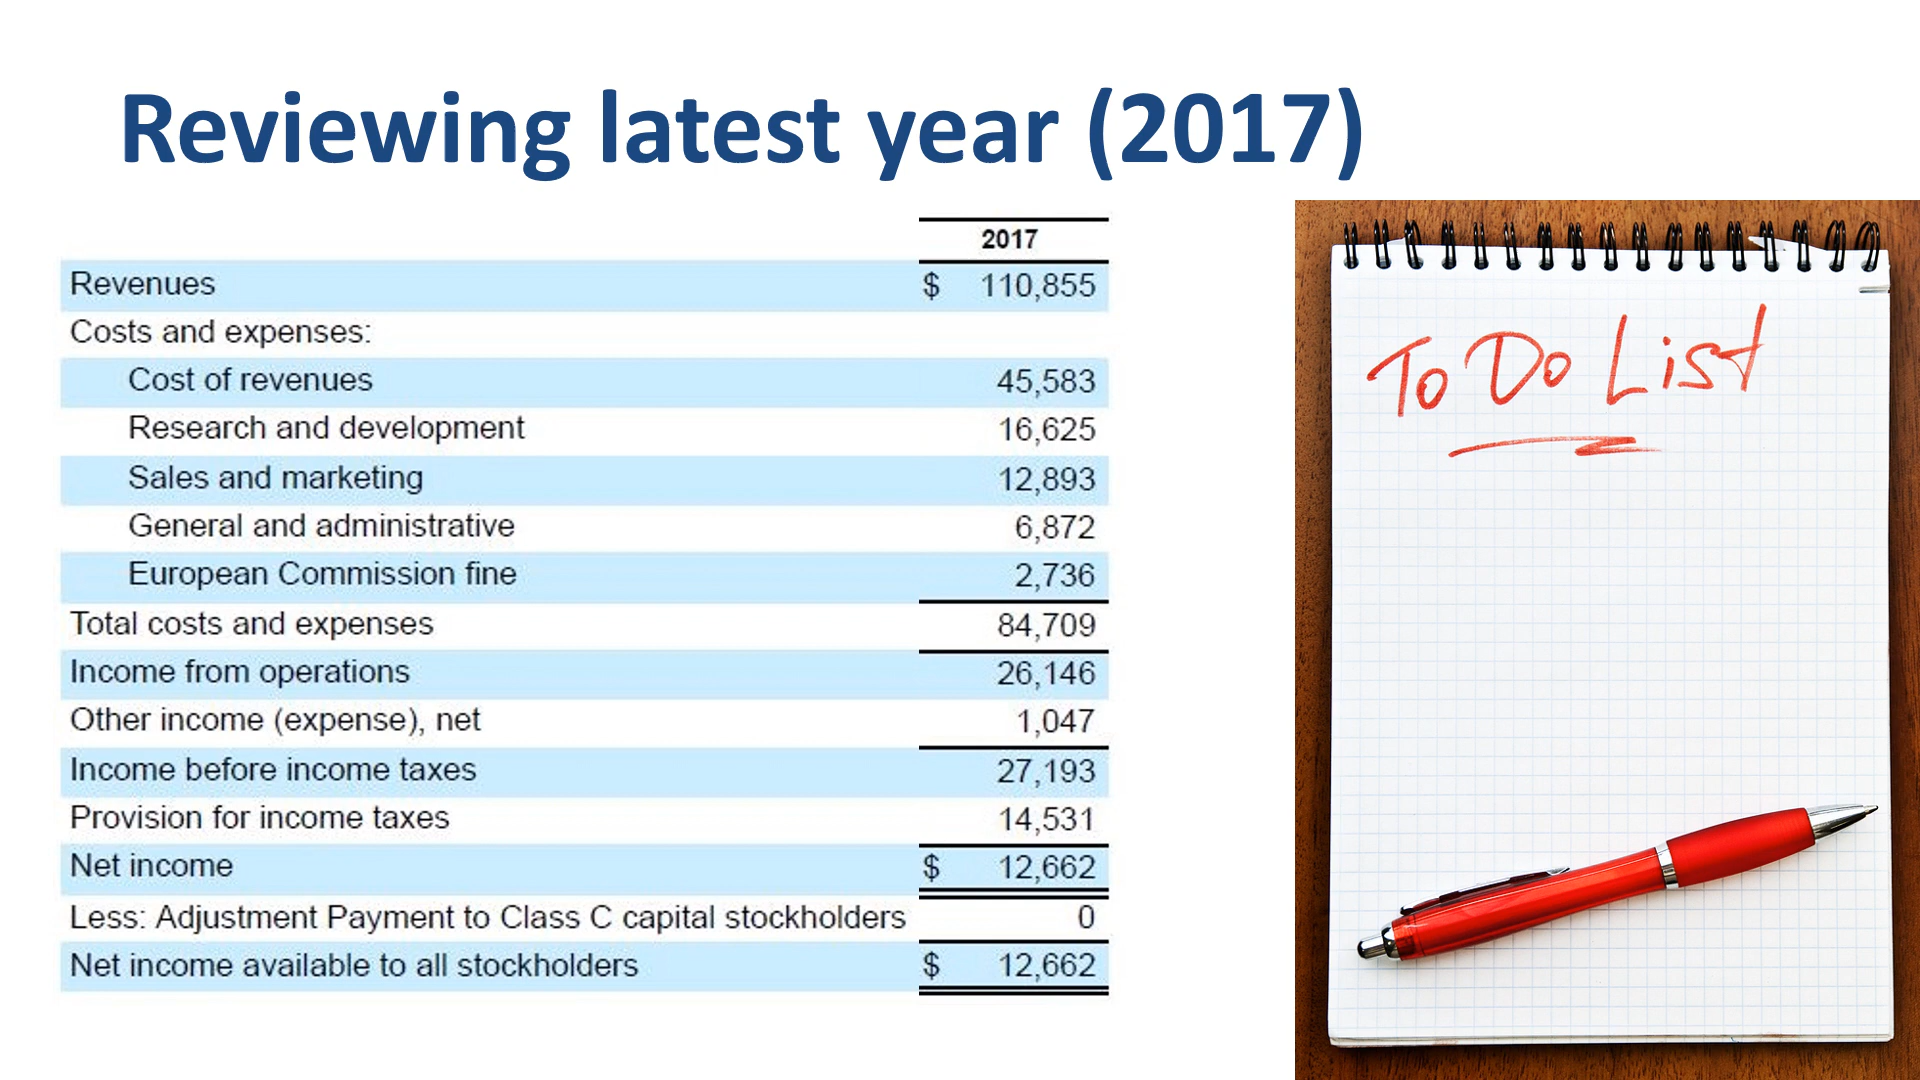 Reviewing latest year (2017)
2017
Revenues $ 110,855
Costs and expenses:
Cost of revenues 45,583
Research and development 16,625
Sales and marketing 12,893
General and administrative 6,872
European Commission fine 2,736
Total costs and expenses 84,709
Income from operations 26,146
Other income (expense), net 1,047
Income before income taxes 27,193
Provision for income taxes 14,531
Net income $ 12,662
Less: Adjustment Payment to Class C capital stockholders 0
Net income available to all stockholders $ 12,662
To Do List